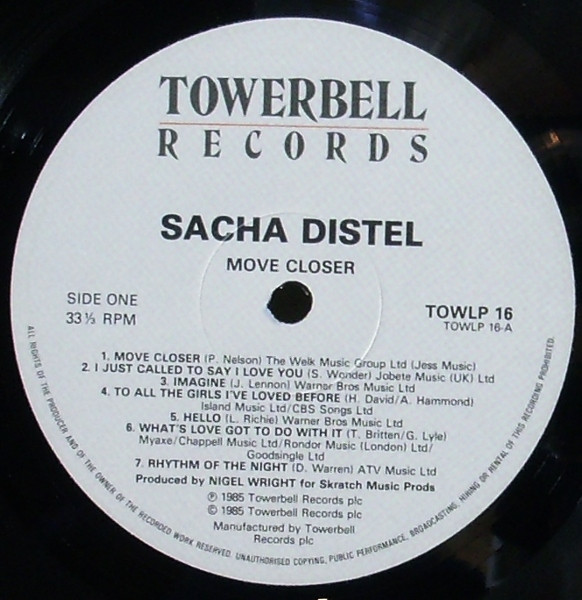 TOWERBELL
RECORDS
SACHA DISTEL
MOVE CLOSER
SIDE ONE
33⅓ RPM
TOWLP 16
TOWLP 16-A
1. MOVE CLOSER (P. Nelson) The Welk Music Group Ltd (Jess Music)
2. I JUST CALLED TO SAY I LOVE YOU (S. Wonder) Jobete Music (UK) Ltd
3. IMAGINE (J. Lennon) Warner Bros Music Ltd
4. TO ALL THE GIRLS I'VE LOVED BEFORE (H. David/A. Hammond)
Island Music Ltd/CBS Songs Ltd
5. HELLO (L. Richie) Warner Bros Music Ltd
6. WHAT'S LOVE GOT TO DO WITH IT (T. Britten/G. Lyle)
Myaxe/Chappell Music Ltd/Rondor Music (London) Ltd/
Goodsingle Ltd
7. RHYTHM OF THE NIGHT (D. Warren) ATV Music Ltd
Produced by NIGEL WRIGHT for Skratch Music Prods
℗ 1985 Towerbell Records plc
© 1985 Towerbell Records plc
Manufactured by Towerbell
Records plc
ALL RIGHTS OF THE PRODUCER AND OF THE OWNER OF THE RECORDED WORK RESERVED. UNAUTHORISED COPYING, PUBLIC PERFORMANCE, BROADCASTING, HIRING OR RENTAL OF THIS RECORDING PROHIBITED.